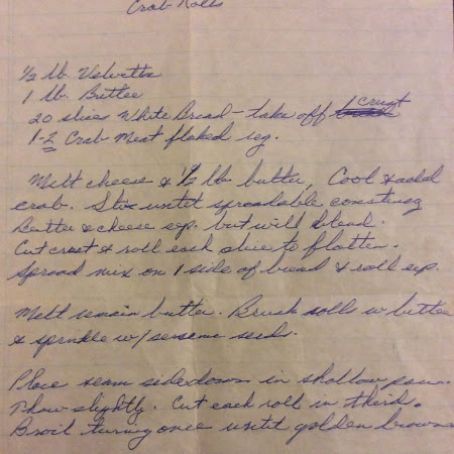 Crab Rolls
½ lb. Velvetta
1 lb. Butter
20 slices White Bread - take off crust
1-2 Crab Meat flaked
Melt cheese & ½ lb. butter, Cool & add
crab. Stir until spreadable
Butter & cheese sep. but will blend.
Cut crust & roll each slice to flatten.
Spread mix on 1 side of bread & roll up.
Melt remain butter. Brush rolls w butter
& sprinkle w/ seseme seeds.
Place seam side down in shallow pan.
Thaw slightly. Cut each roll in third.
Broil turning once until golden brown